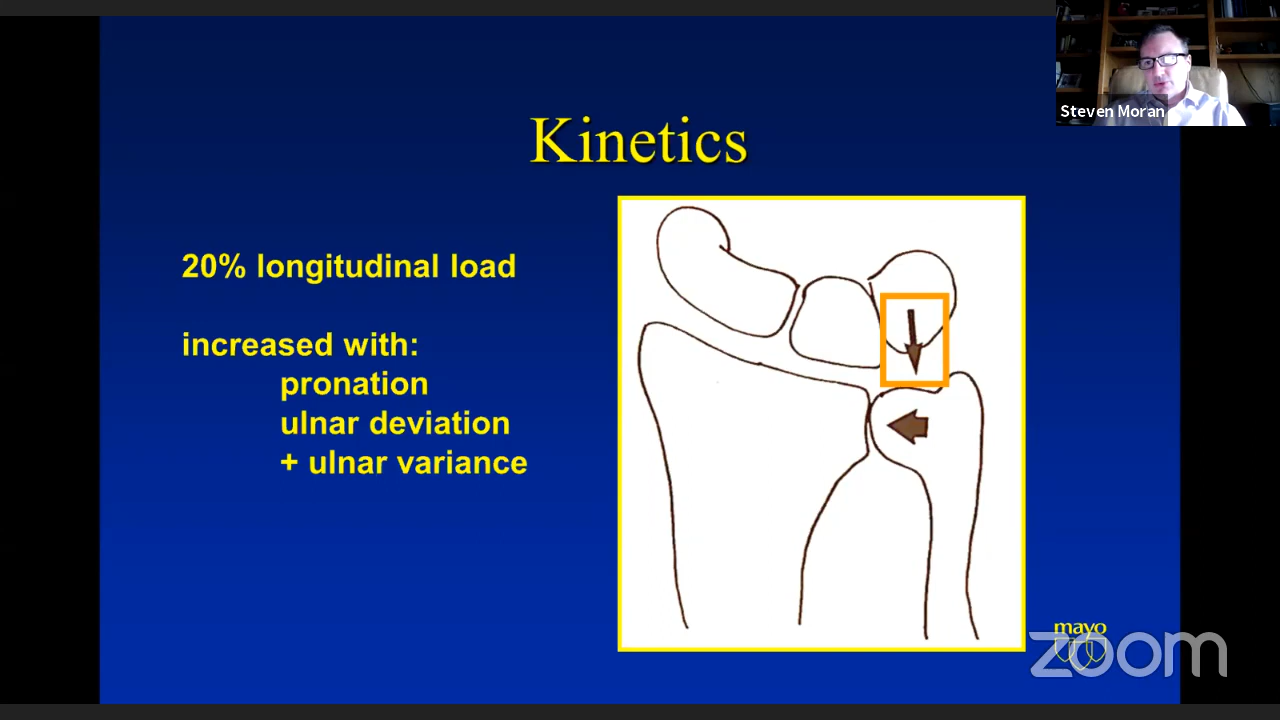 Steven Moran
Kinetics
20% longitudinal load
increased with:
pronation
ulnar deviation
+ ulnar variance
mayo
zoom